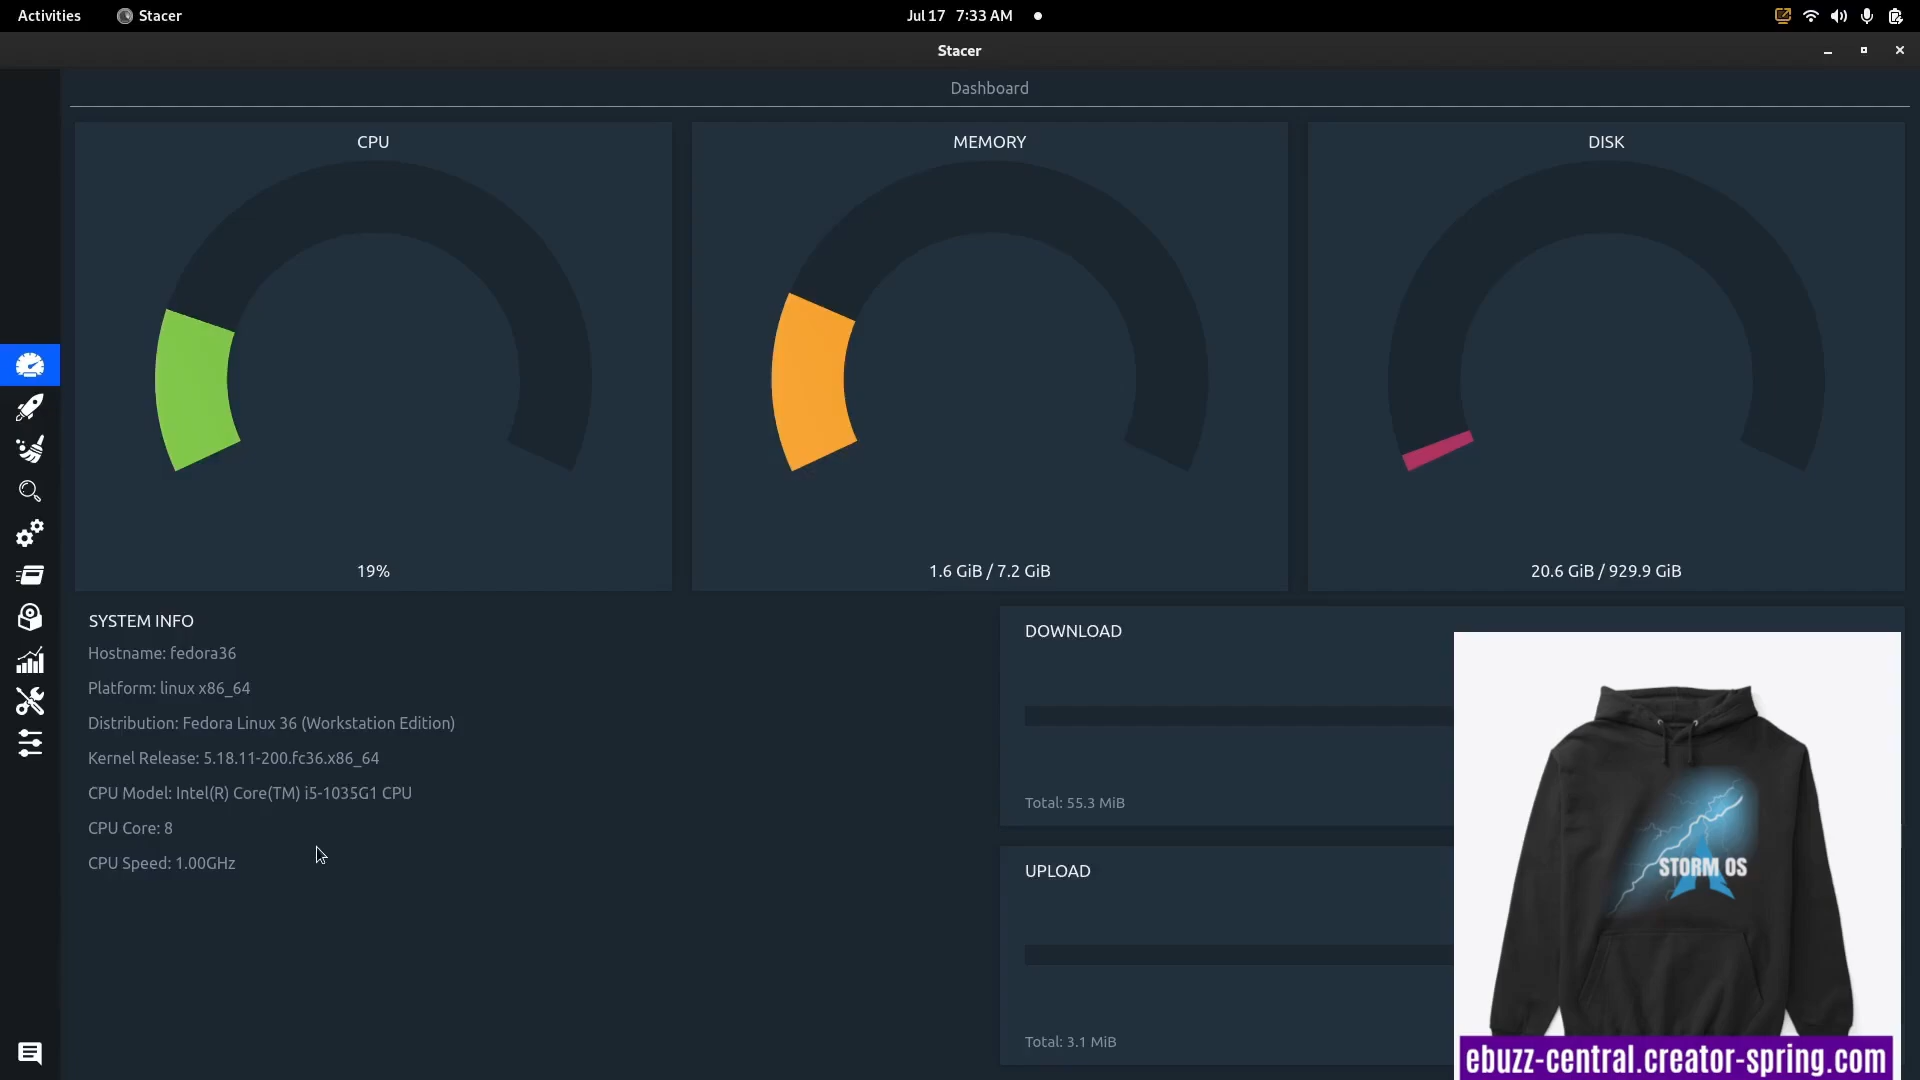 Activities
Stacer
Jul 17 7:33 AM
Stacer
Dashboard
CPU
MEMORY
DISK
19%
1.6 GiB / 7.2 GiB
20.6 GiB / 929.9 GiB
SYSTEM INFO
Hostname: fedora36
Platform: linux x86_64
Distribution: Fedora Linux 36 (Workstation Edition)
Kernel Release: 5.18.11-200.fc36.x86_64
CPU Model: Intel(R) Core(TM) i5-1035G1 CPU
CPU Core: 8
CPU Speed: 1.00GHz
DOWNLOAD
Total: 55.3 MiB
UPLOAD
Total: 3.1 MiB
STORM OS
ebuzz-central.creator-spring.com